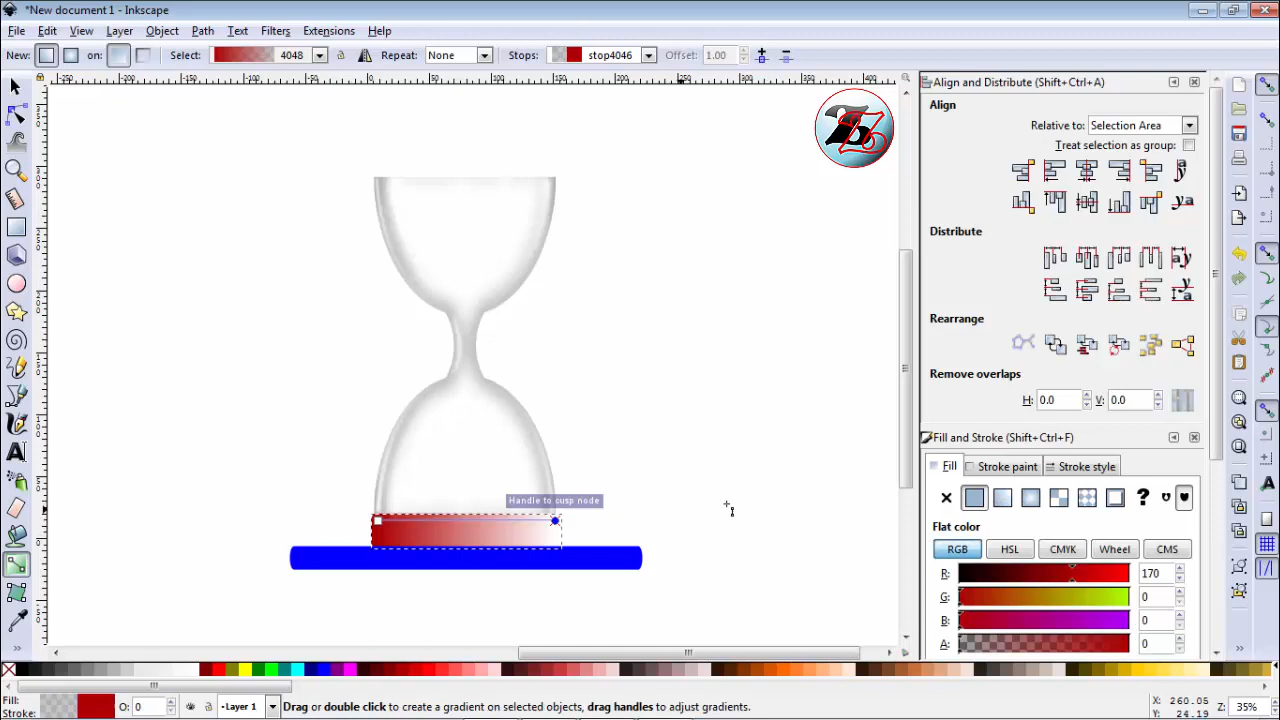 *New document1 - Inkscape
File Edit View Layer Object Path Text Filters Extensions Help
New: on: Select: 4048 Repeat: None Stops: stop4046 Offset: 1.00
Align and Distribute (Shift+Ctrl+A)
Align
Relative to: Selection Area
Treat selection as group:
Distribute
Rearrange
Remove overlaps
H: 0.0 V: 0.0
Fill and Stroke (Shift+Ctrl+F)
Fill Stroke paint Stroke style
Handle to cusp node
Flat color
RGB HSL CMYK Wheel CMS
R: 170
G: 0
B: 0
A: 0
Fill:
Stroke:
O: 0
Layer 1
Drag or double click to create a gradient on selected objects, drag handles to adjust gradients.
X: 260.05
Y: 24.19
Z: 35%